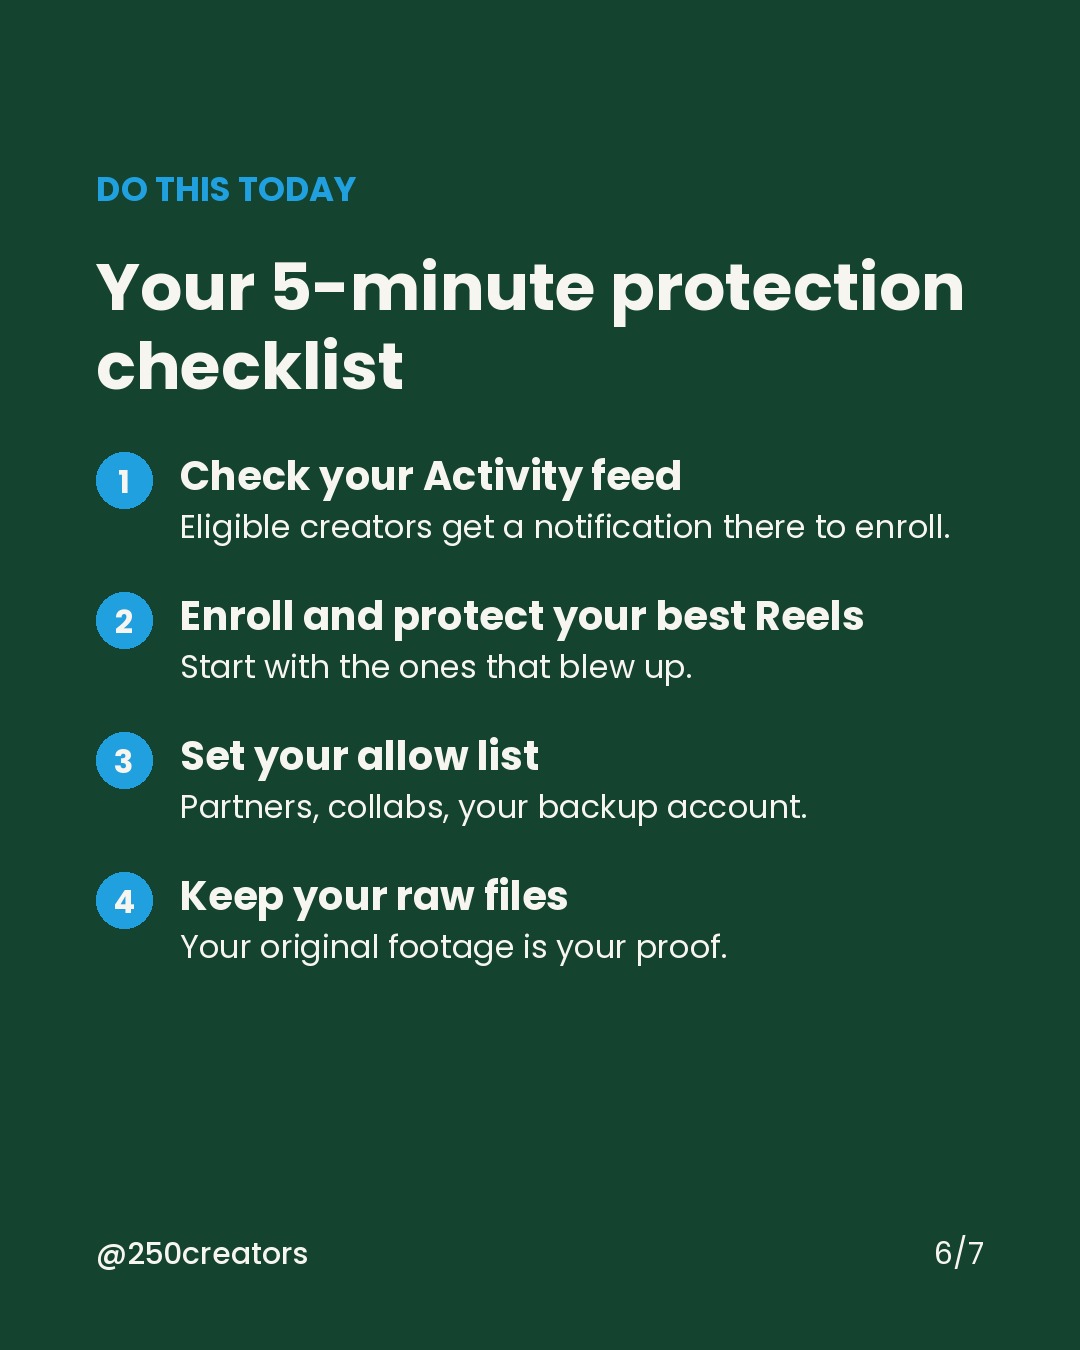 DO THIS TODAY
Your 5-minute protection
checklist
1
Check your Activity feed
Eligible creators get a notification there to enroll.
2
Enroll and protect your best Reels
Start with the ones that blew up.
3
Set your allow list
Partners, collabs, your backup account.
4
Keep your raw files
Your original footage is your proof.
@250creators
6/7